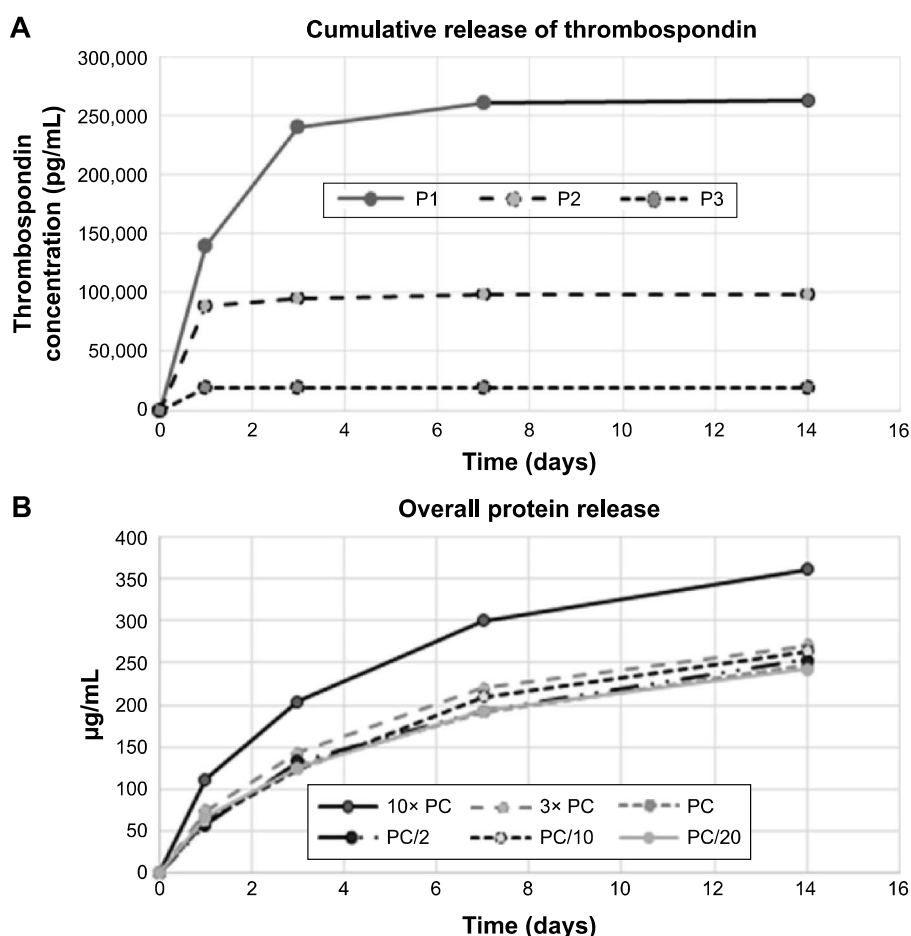 A
Cumulative release of thrombospondin
Thrombospondin
concentration (pg/mL)
300,000
250,000
200,000
150,000
100,000
50,000
0
P1 P2 P3
0 2 4 6 8 10 12 14 16
Time (days)
B
Overall protein release
µg/mL
400
350
300
250
200
150
100
50
0
10× PC 3× PC PC
PC/2 PC/10 PC/20
0 2 4 6 8 10 12 14 16
Time (days)